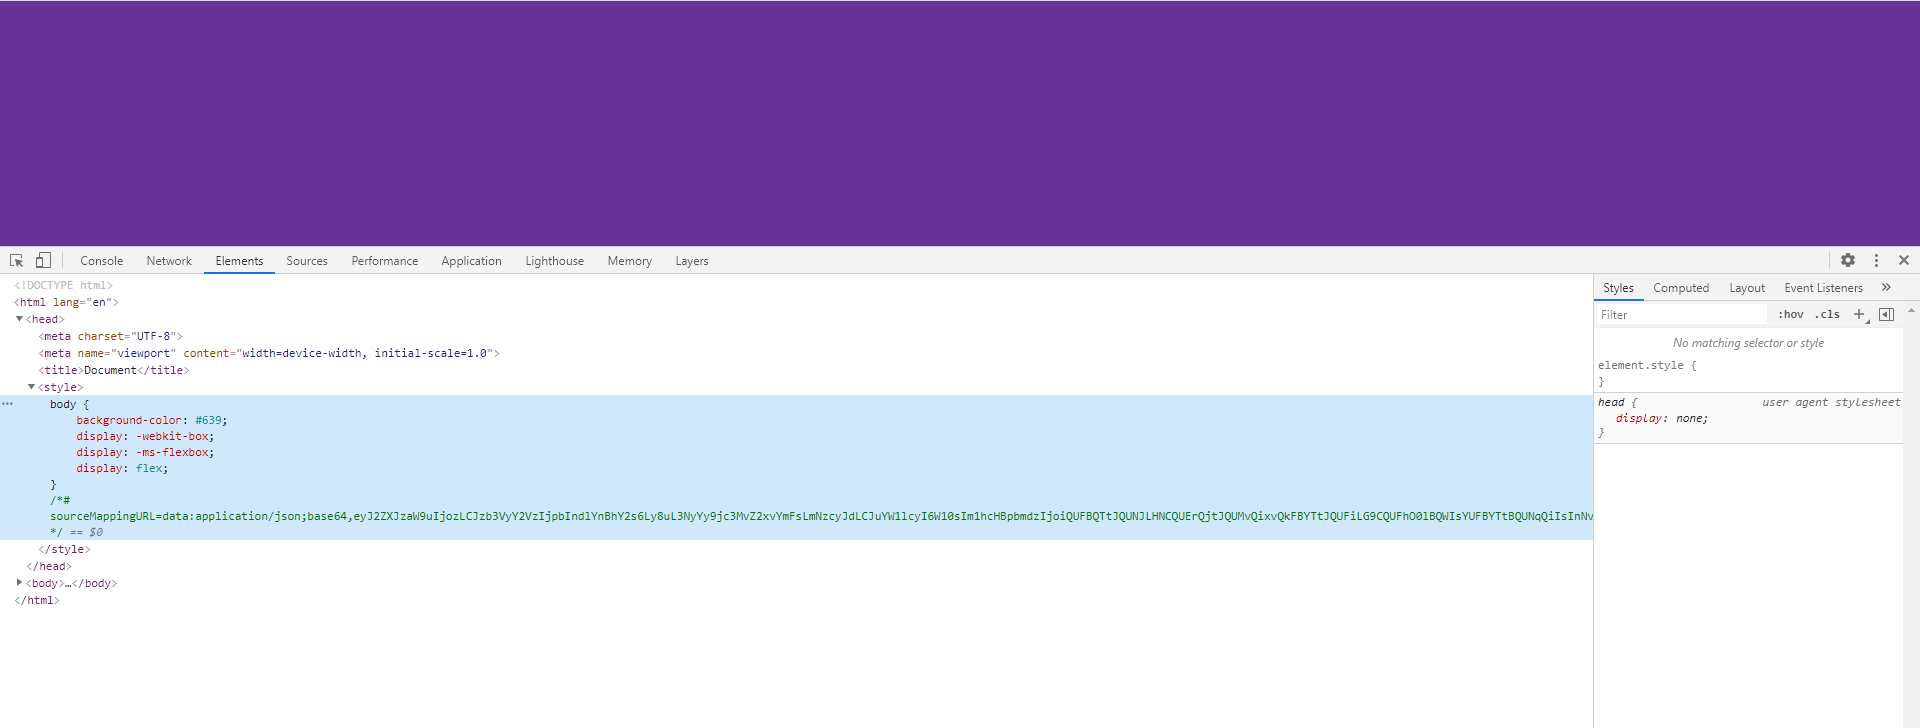 Console Network Elements Sources Performance Application Lighthouse Memory Layers
<!DOCTYPE html>
<html lang="en">
<head>
<meta charset="UTF-8">
<meta name="viewport" content="width=device-width, initial-scale=1.0">
<title>Document</title>
<style>
body {
background-color: #639;
display: -webkit-box;
display: -ms-flexbox;
display: flex;
}
/*#
sourceMappingURL=data:application/json;base64,eyJ2ZXJzaW9uIjozLCJzb3VyY2VzIjpbIndlYnBhY2s6Ly8uL3NyYy9jc3MvZ2xvYmFsLmNzcyJdLCJuYW1lcyI6W10sIm1hcHBpbmdzIjoiQUFBQTtJQUNJLHNCQUErQjtJQUMvQixvQkFBYTtJQUFiLG9CQUFhO0lBQWIsYUFBYTtBQUNqQiIsInNv
*/ == $0
</style>
</head>
<body>…</body>
</html>
Styles Computed Layout Event Listeners »
Filter :hov .cls +
No matching selector or style
element.style {
}
head { user agent stylesheet
display: none;
}